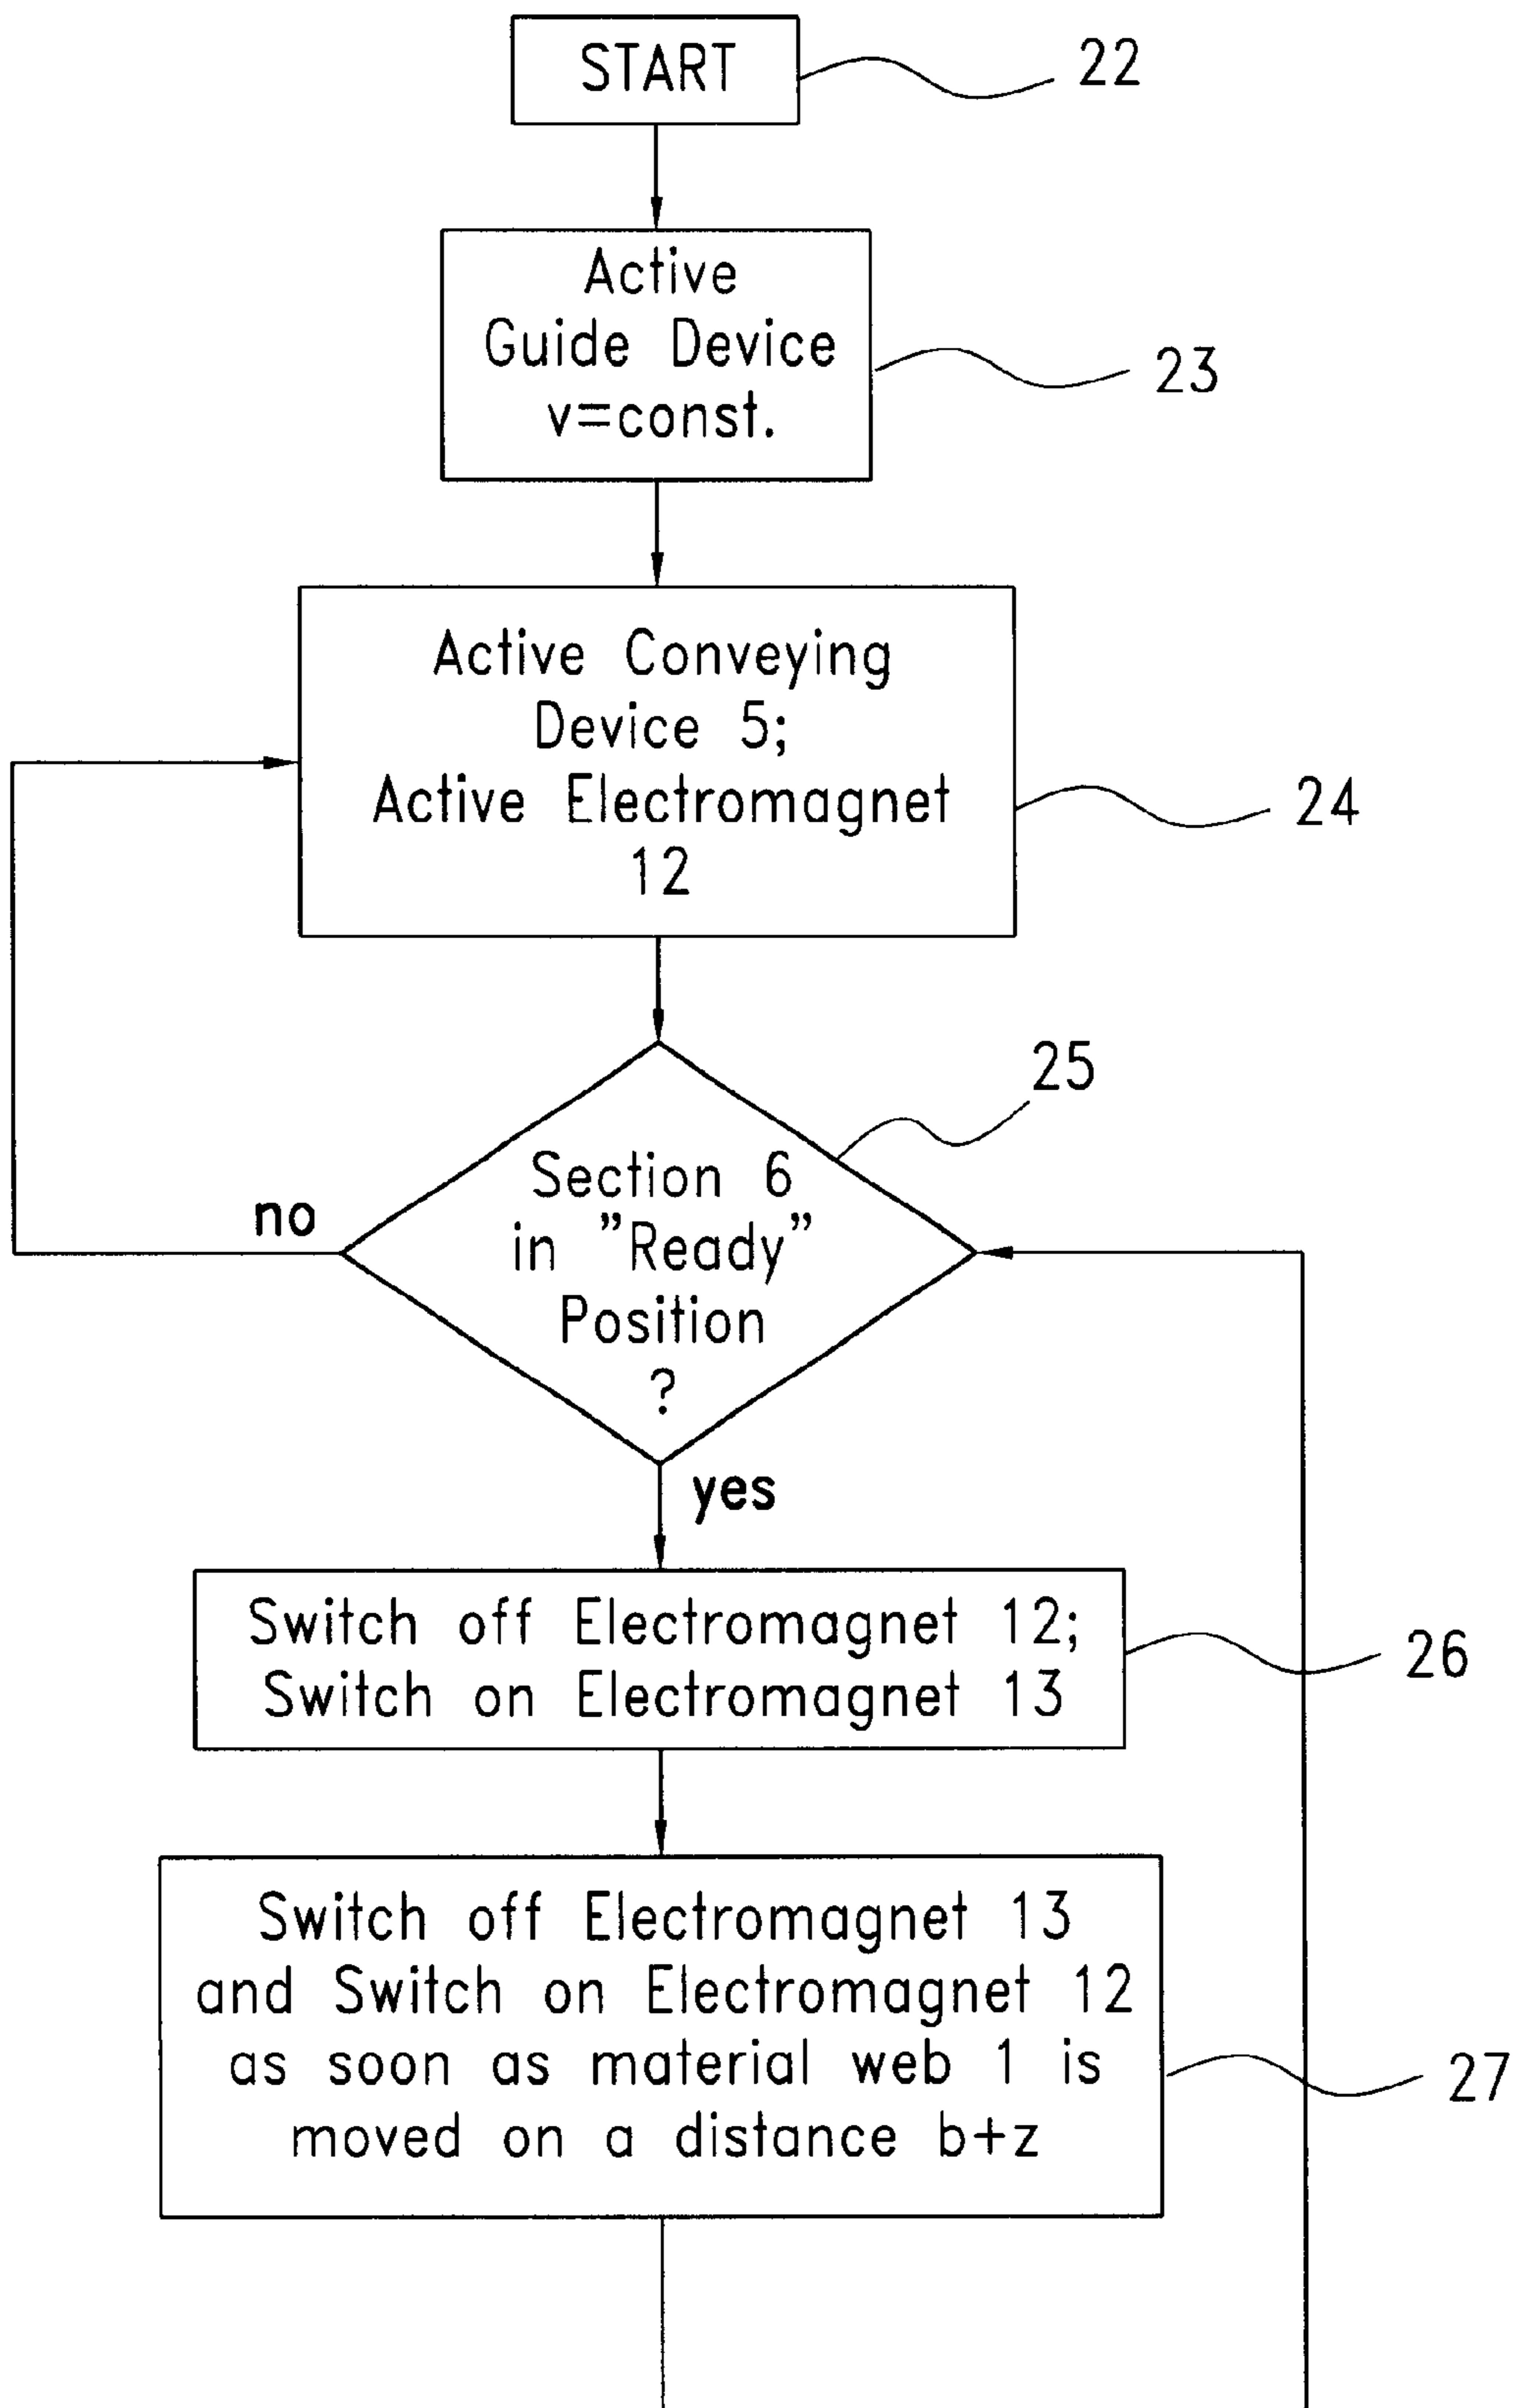 START
22
Active
Guide Device
v=const.
23
Active Conveying
Device 5;
Active Electromagnet
12
24
25
Section 6
in "Ready"
Position
?
no
yes
Switch off Electromagnet 12;
Switch on Electromagnet 13
26
Switch off Electromagnet 13
and Switch on Electromagnet 12
as soon as material web 1 is
moved on a distance b+z
27